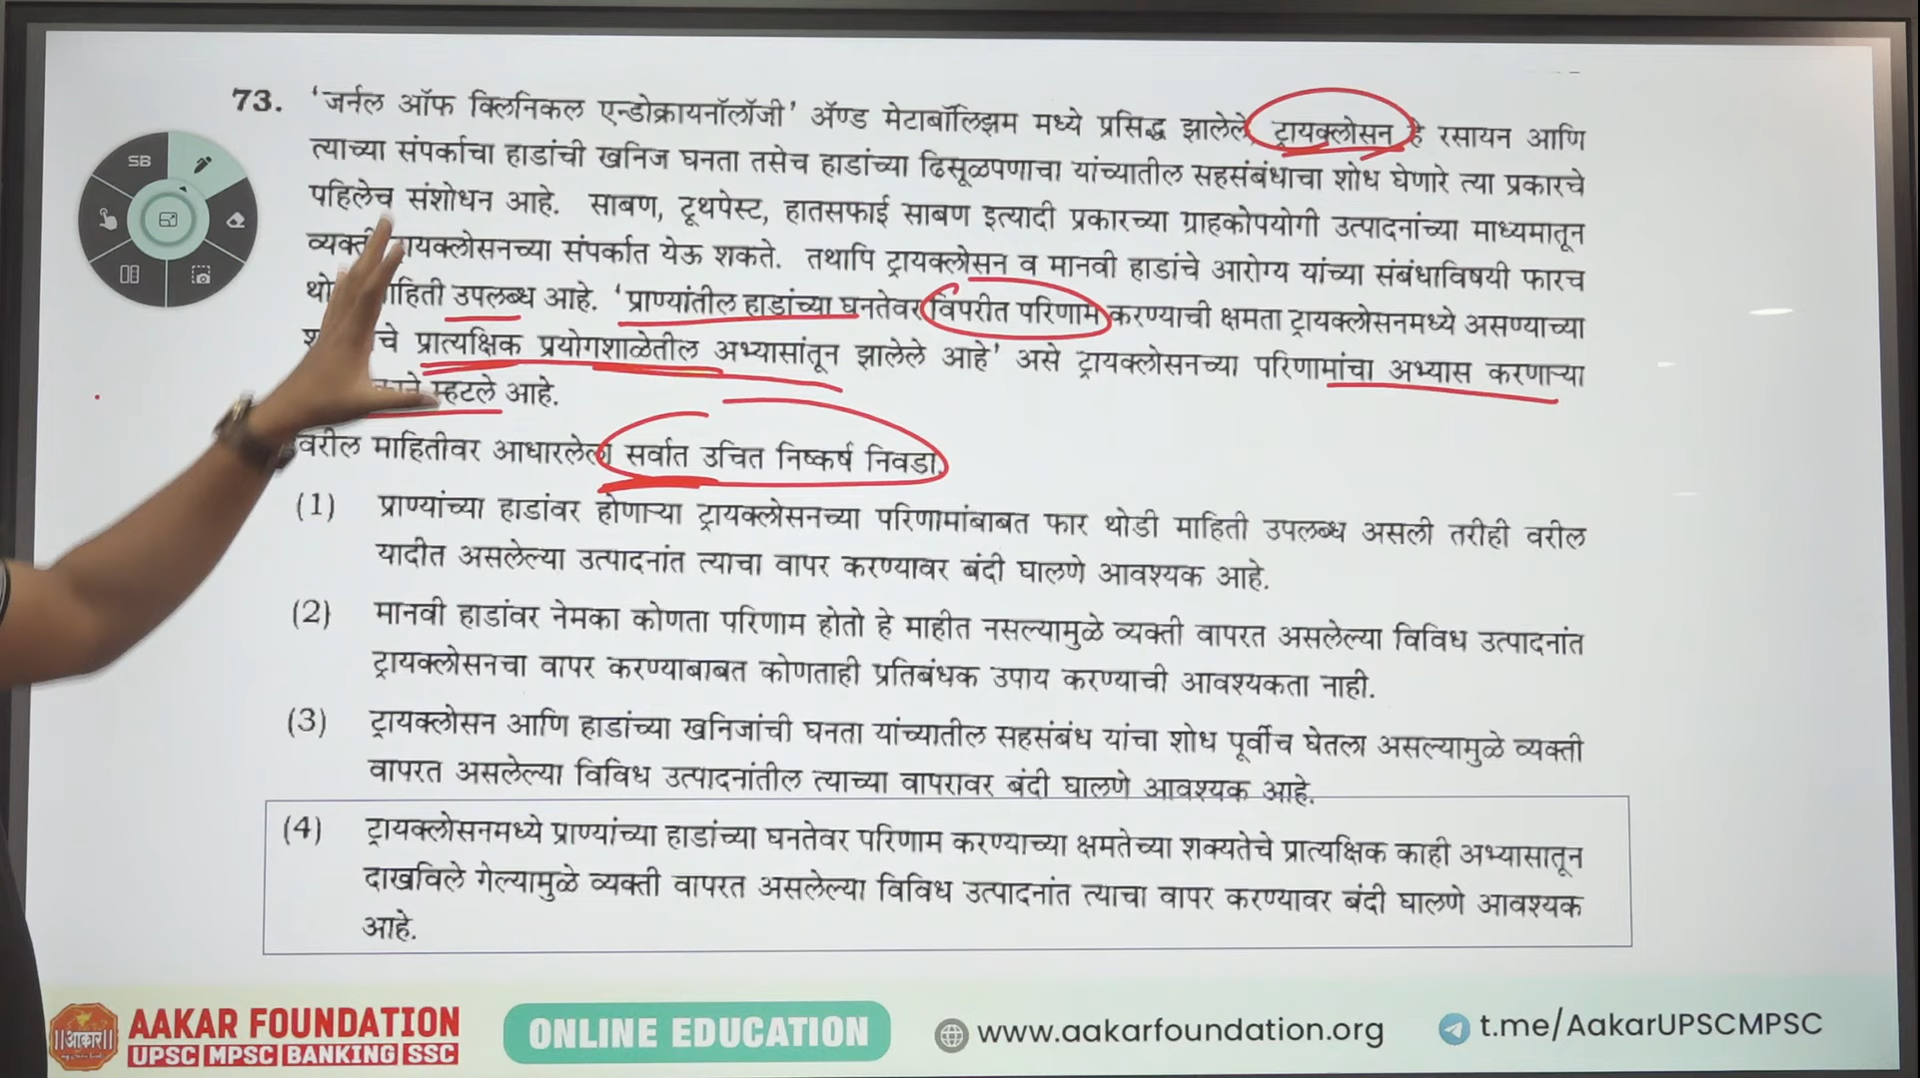 73. ‘जर्नल ऑफ क्लिनिकल एन्डोक्रायनॉलॉजी’ ॲण्ड मेटाबॉलिझम मध्ये प्रसिद्ध झालेले ट्रायक्लोसन हे रसायन आणि
त्याच्या संपर्काचा हाडांची खनिज घनता तसेच हाडांच्या ढिसूळपणाचा यांच्यातील सहसंबंधाचा शोध घेणारे त्या प्रकारचे
पहिलेच संशोधन आहे. साबण, टूथपेस्ट, हातसफाई साबण इत्यादी प्रकारच्या ग्राहकोपयोगी उत्पादनांच्या माध्यमातून
व्यक्ती संपर्कात येऊ शकते. तथापि ट्रायक्लोसन व मानवी हाडांचे आरोग्य यांच्या संबंधाविषयी फारच
उपलब्ध आहे. ‘प्राण्यांतील हाडांच्या घनतेवर विपरीत परिणाम करण्याची क्षमता ट्रायक्लोसनमध्ये असण्याच्या
प्रात्यक्षिक प्रयोगशाळेतील अभ्यासांतून झालेले आहे’ असे ट्रायक्लोसनच्या परिणामांचा अभ्यास करणाऱ्या
म्हटले आहे.
वरील माहितीवर आधारलेला सर्वात उचित निष्कर्ष निवडा.
(1) प्राण्यांच्या हाडांवर होणाऱ्या ट्रायक्लोसनच्या परिणामांबाबत फार थोडी माहिती उपलब्ध असली तरीही वरील
यादीत असलेल्या उत्पादनांत त्याचा वापर करण्यावर बंदी घालणे आवश्यक आहे.
(2) मानवी हाडांवर नेमका कोणता परिणाम होतो हे माहीत नसल्यामुळे व्यक्ती वापरत असलेल्या विविध उत्पादनांत
ट्रायक्लोसनचा वापर करण्याबाबत कोणताही प्रतिबंधक उपाय करण्याची आवश्यकता नाही.
(3) ट्रायक्लोसन आणि हाडांच्या खनिजांची घनता यांच्यातील सहसंबंध यांचा शोध पूर्वीच घेतला असल्यामुळे व्यक्ती
वापरत असलेल्या विविध उत्पादनांतील त्याच्या वापरावर बंदी घालणे आवश्यक आहे.
(4) ट्रायक्लोसनमध्ये प्राण्यांच्या हाडांच्या घनतेवर परिणाम करण्याच्या क्षमतेच्या शक्यतेचे प्रात्यक्षिक काही अभ्यासातून
दाखविले गेल्यामुळे व्यक्ती वापरत असलेल्या विविध उत्पादनांत त्याचा वापर करण्यावर बंदी घालणे आवश्यक
आहे.
SB
॥आकार॥ AAKAR FOUNDATION
UPSC MPSC BANKING SSC
ONLINE EDUCATION
www.aakarfoundation.org
t.me/AakarUPSCMPSC